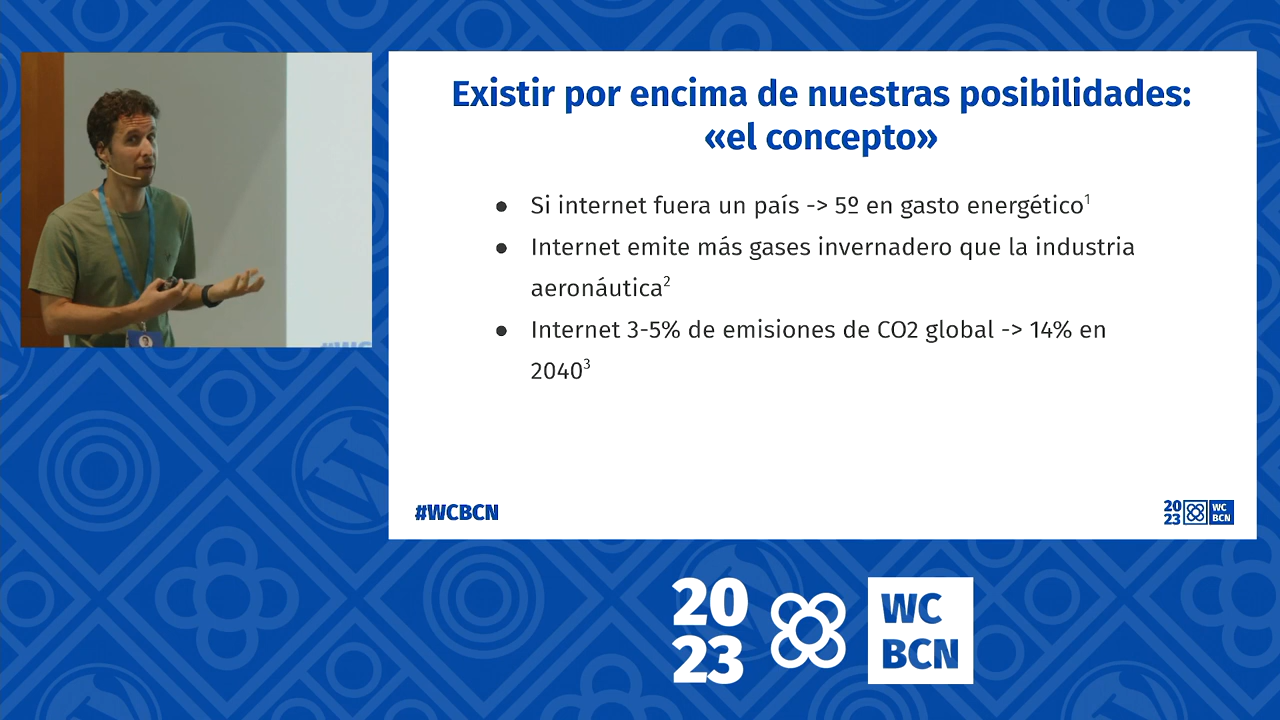 Existir por encima de nuestras posibilidades:
«el concepto»
● Si internet fuera un país -> 5º en gasto energético¹
● Internet emite más gases invernadero que la industria
aeronáutica²
● Internet 3-5% de emisiones de CO2 global -> 14% en
2040³
#WCBCN
20
23
WC
BCN
20
23
WC
BCN